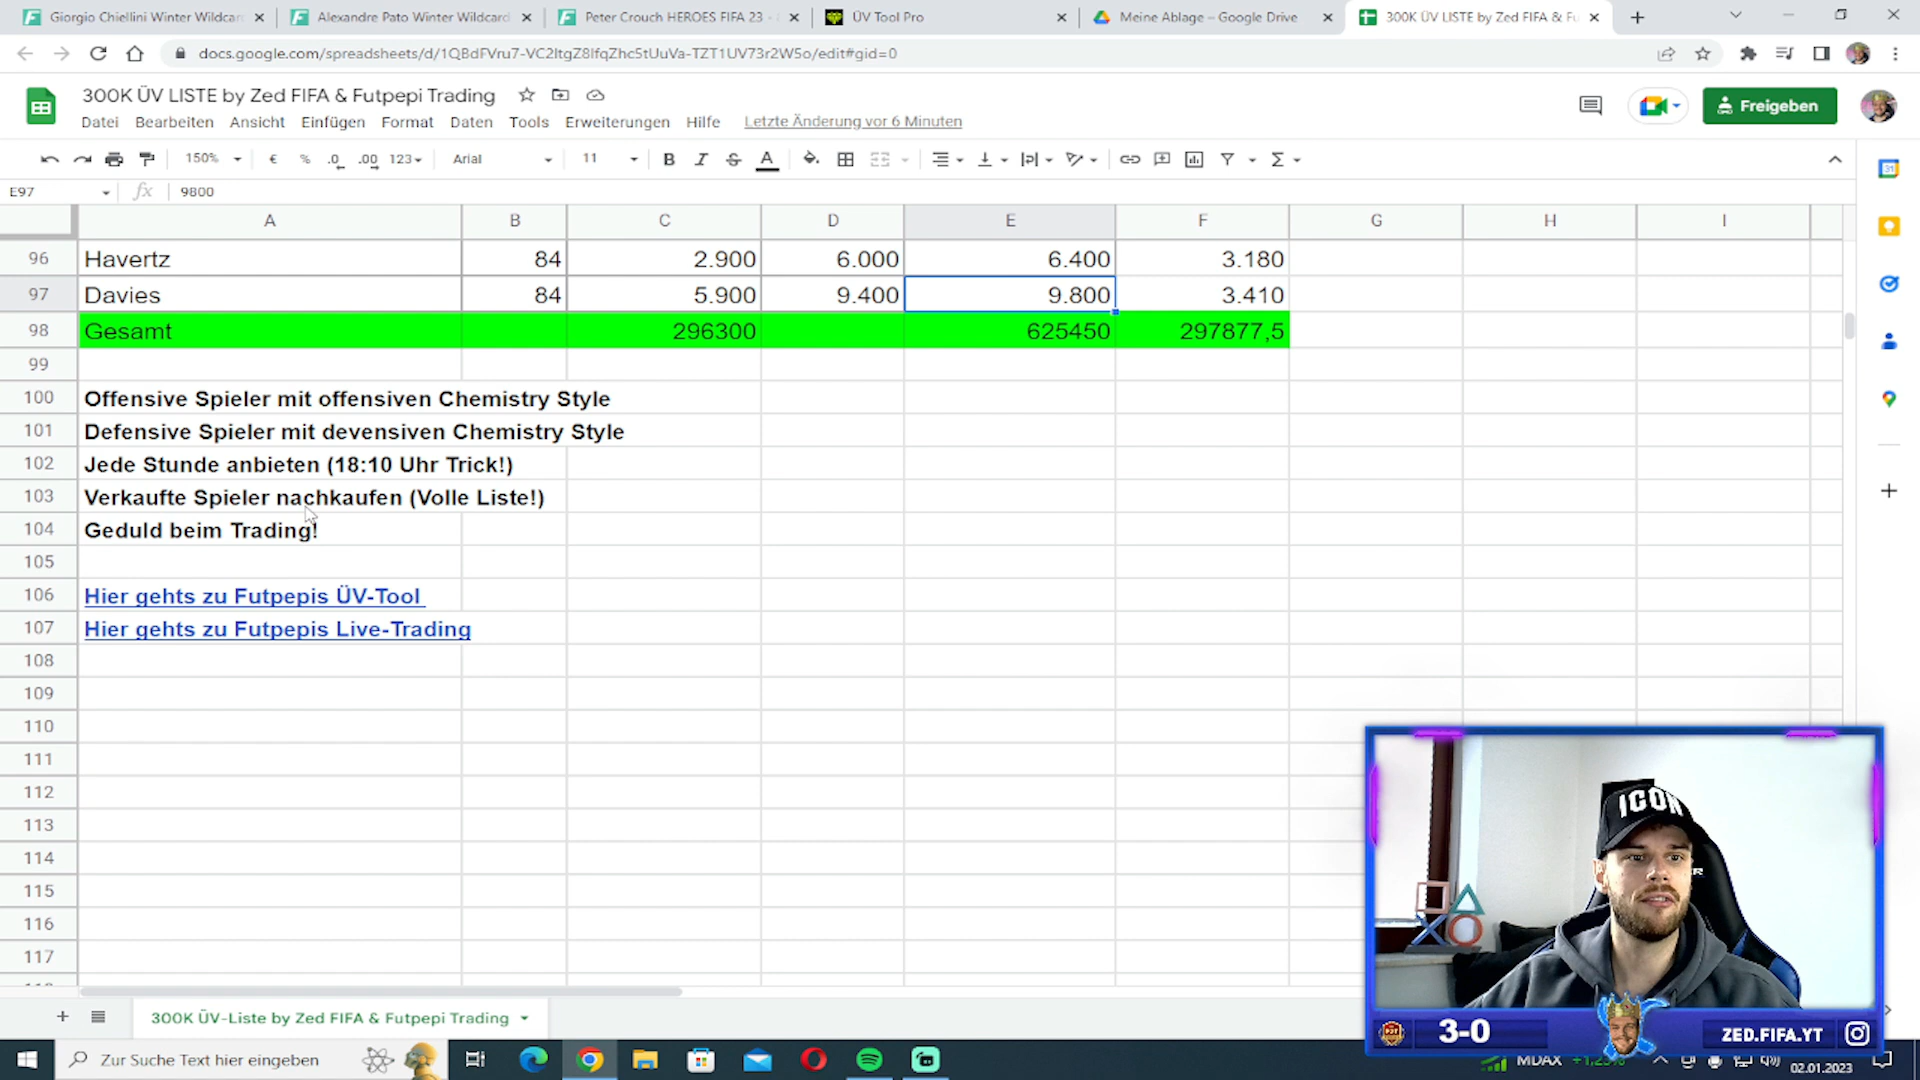 Giorgio Chiellini Winter Wildcar
Alexandre Pato Winter Wildcard
Peter Crouch HEROES FIFA 23 -
ÜV Tool Pro
Meine Ablage – Google Drive
300K ÜV LISTE by Zed FIFA & Fu
docs.google.com/spreadsheets/d/1QBdFVru7-VC2ltgZ8lfqZhc5tUuVa-TZT1UV73r2W5o/edit#gid=0
300K ÜV LISTE by Zed FIFA & Futpepi Trading
Freigeben
Datei Bearbeiten Ansicht Einfügen Format Daten Tools Erweiterungen Hilfe Letzte Änderung vor 6 Minuten
150% € % .0 .00 123 Arial 11 B I S A Σ
E97 fx 9800
A B C D E F G H I
96 Havertz 84 2.900 6.000 6.400 3.180
97 Davies 84 5.900 9.400 9.800 3.410
98 Gesamt 296300 625450 297877,5
99
100 Offensive Spieler mit offensiven Chemistry Style
101 Defensive Spieler mit devensiven Chemistry Style
102 Jede Stunde anbieten (18:10 Uhr Trick!)
103 Verkaufte Spieler nachkaufen (Volle Liste!)
104 Geduld beim Trading!
105
106 Hier gehts zu Futpepis ÜV-Tool
107 Hier gehts zu Futpepis Live-Trading
108
109
110
111
112
113
114
115
116
117
ICON
3-0
ZED.FIFA.YT
300K ÜV-Liste by Zed FIFA & Futpepi Trading
Zur Suche Text hier eingeben
MDAX
02.01.2023